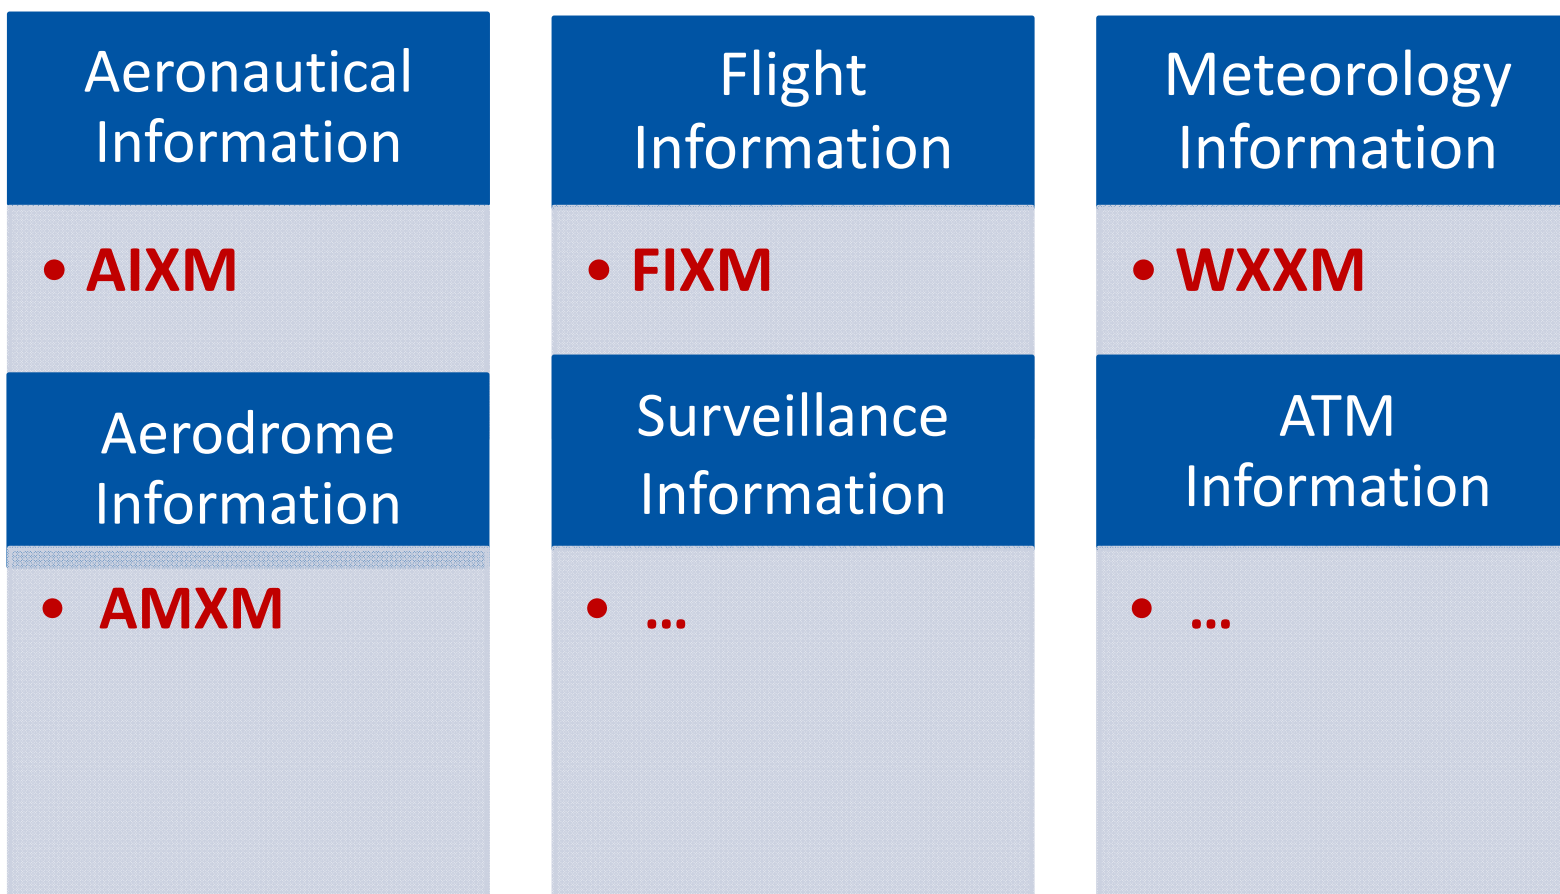 Aeronautical
Information
• AIXM
Flight
Information
• FIXM
Meteorology
Information
• WXXM
Aerodrome
Information
• AMXM
Surveillance
Information
• ...
ATM
Information
• ...